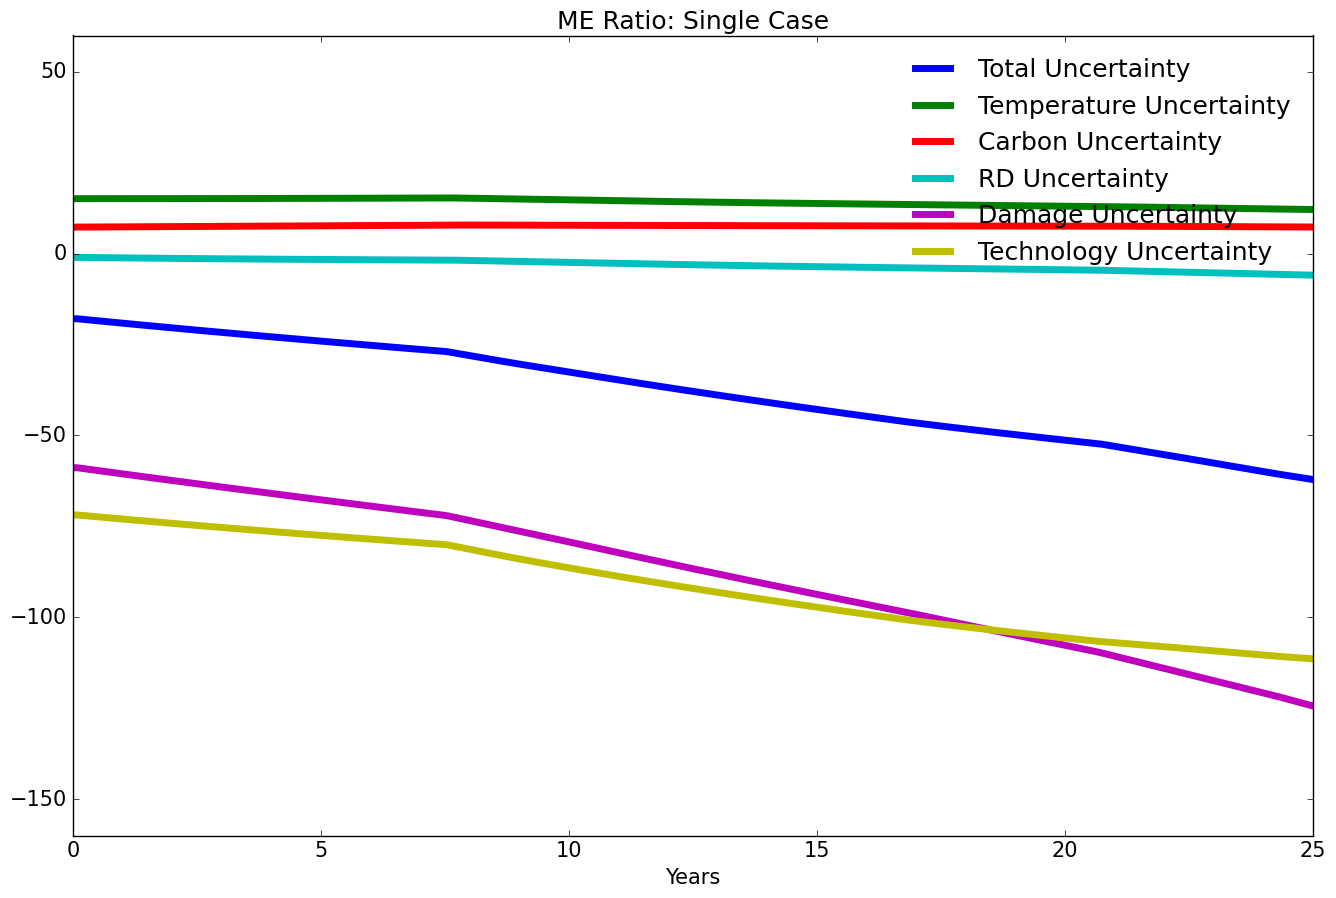 ME Ratio: Single Case
50
0
−50
−100
−150
Total Uncertainty
Temperature Uncertainty
Carbon Uncertainty
RD Uncertainty
Damage Uncertainty
Technology Uncertainty
0 5 10 15 20 25
Years